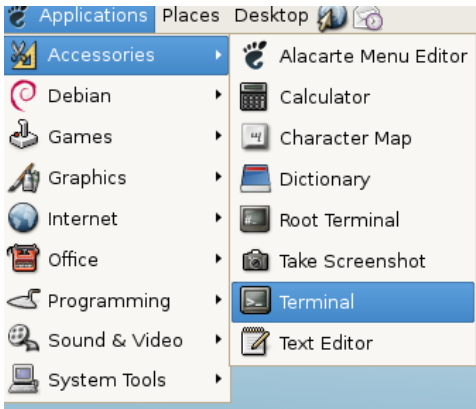 Applications Places Desktop
Accessories
Debian
Games
Graphics
Internet
Office
Programming
Sound & Video
System Tools
Alacarte Menu Editor
Calculator
Character Map
Dictionary
Root Terminal
Take Screenshot
Terminal
Text Editor